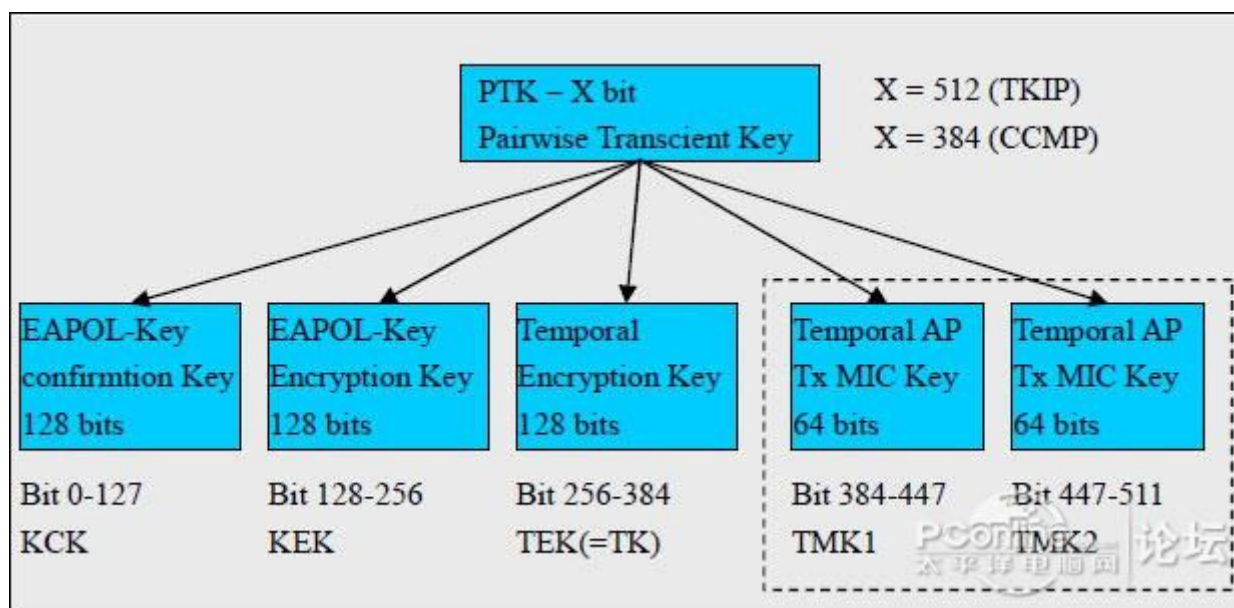 PTK – X bit
Pairwise Transcient Key
X = 512 (TKIP)
X = 384 (CCMP)
EAPOL-Key
confirmtion Key
128 bits
EAPOL-Key
Encryption Key
128 bits
Temporal
Encryption Key
128 bits
Temporal AP
Tx MIC Key
64 bits
Temporal AP
Tx MIC Key
64 bits
Bit 0-127
KCK
Bit 128-256
KEK
Bit 256-384
TEK(=TK)
Bit 384-447
TMK1
Bit 447-511
TMK2
PConline
太平洋电脑网
论坛